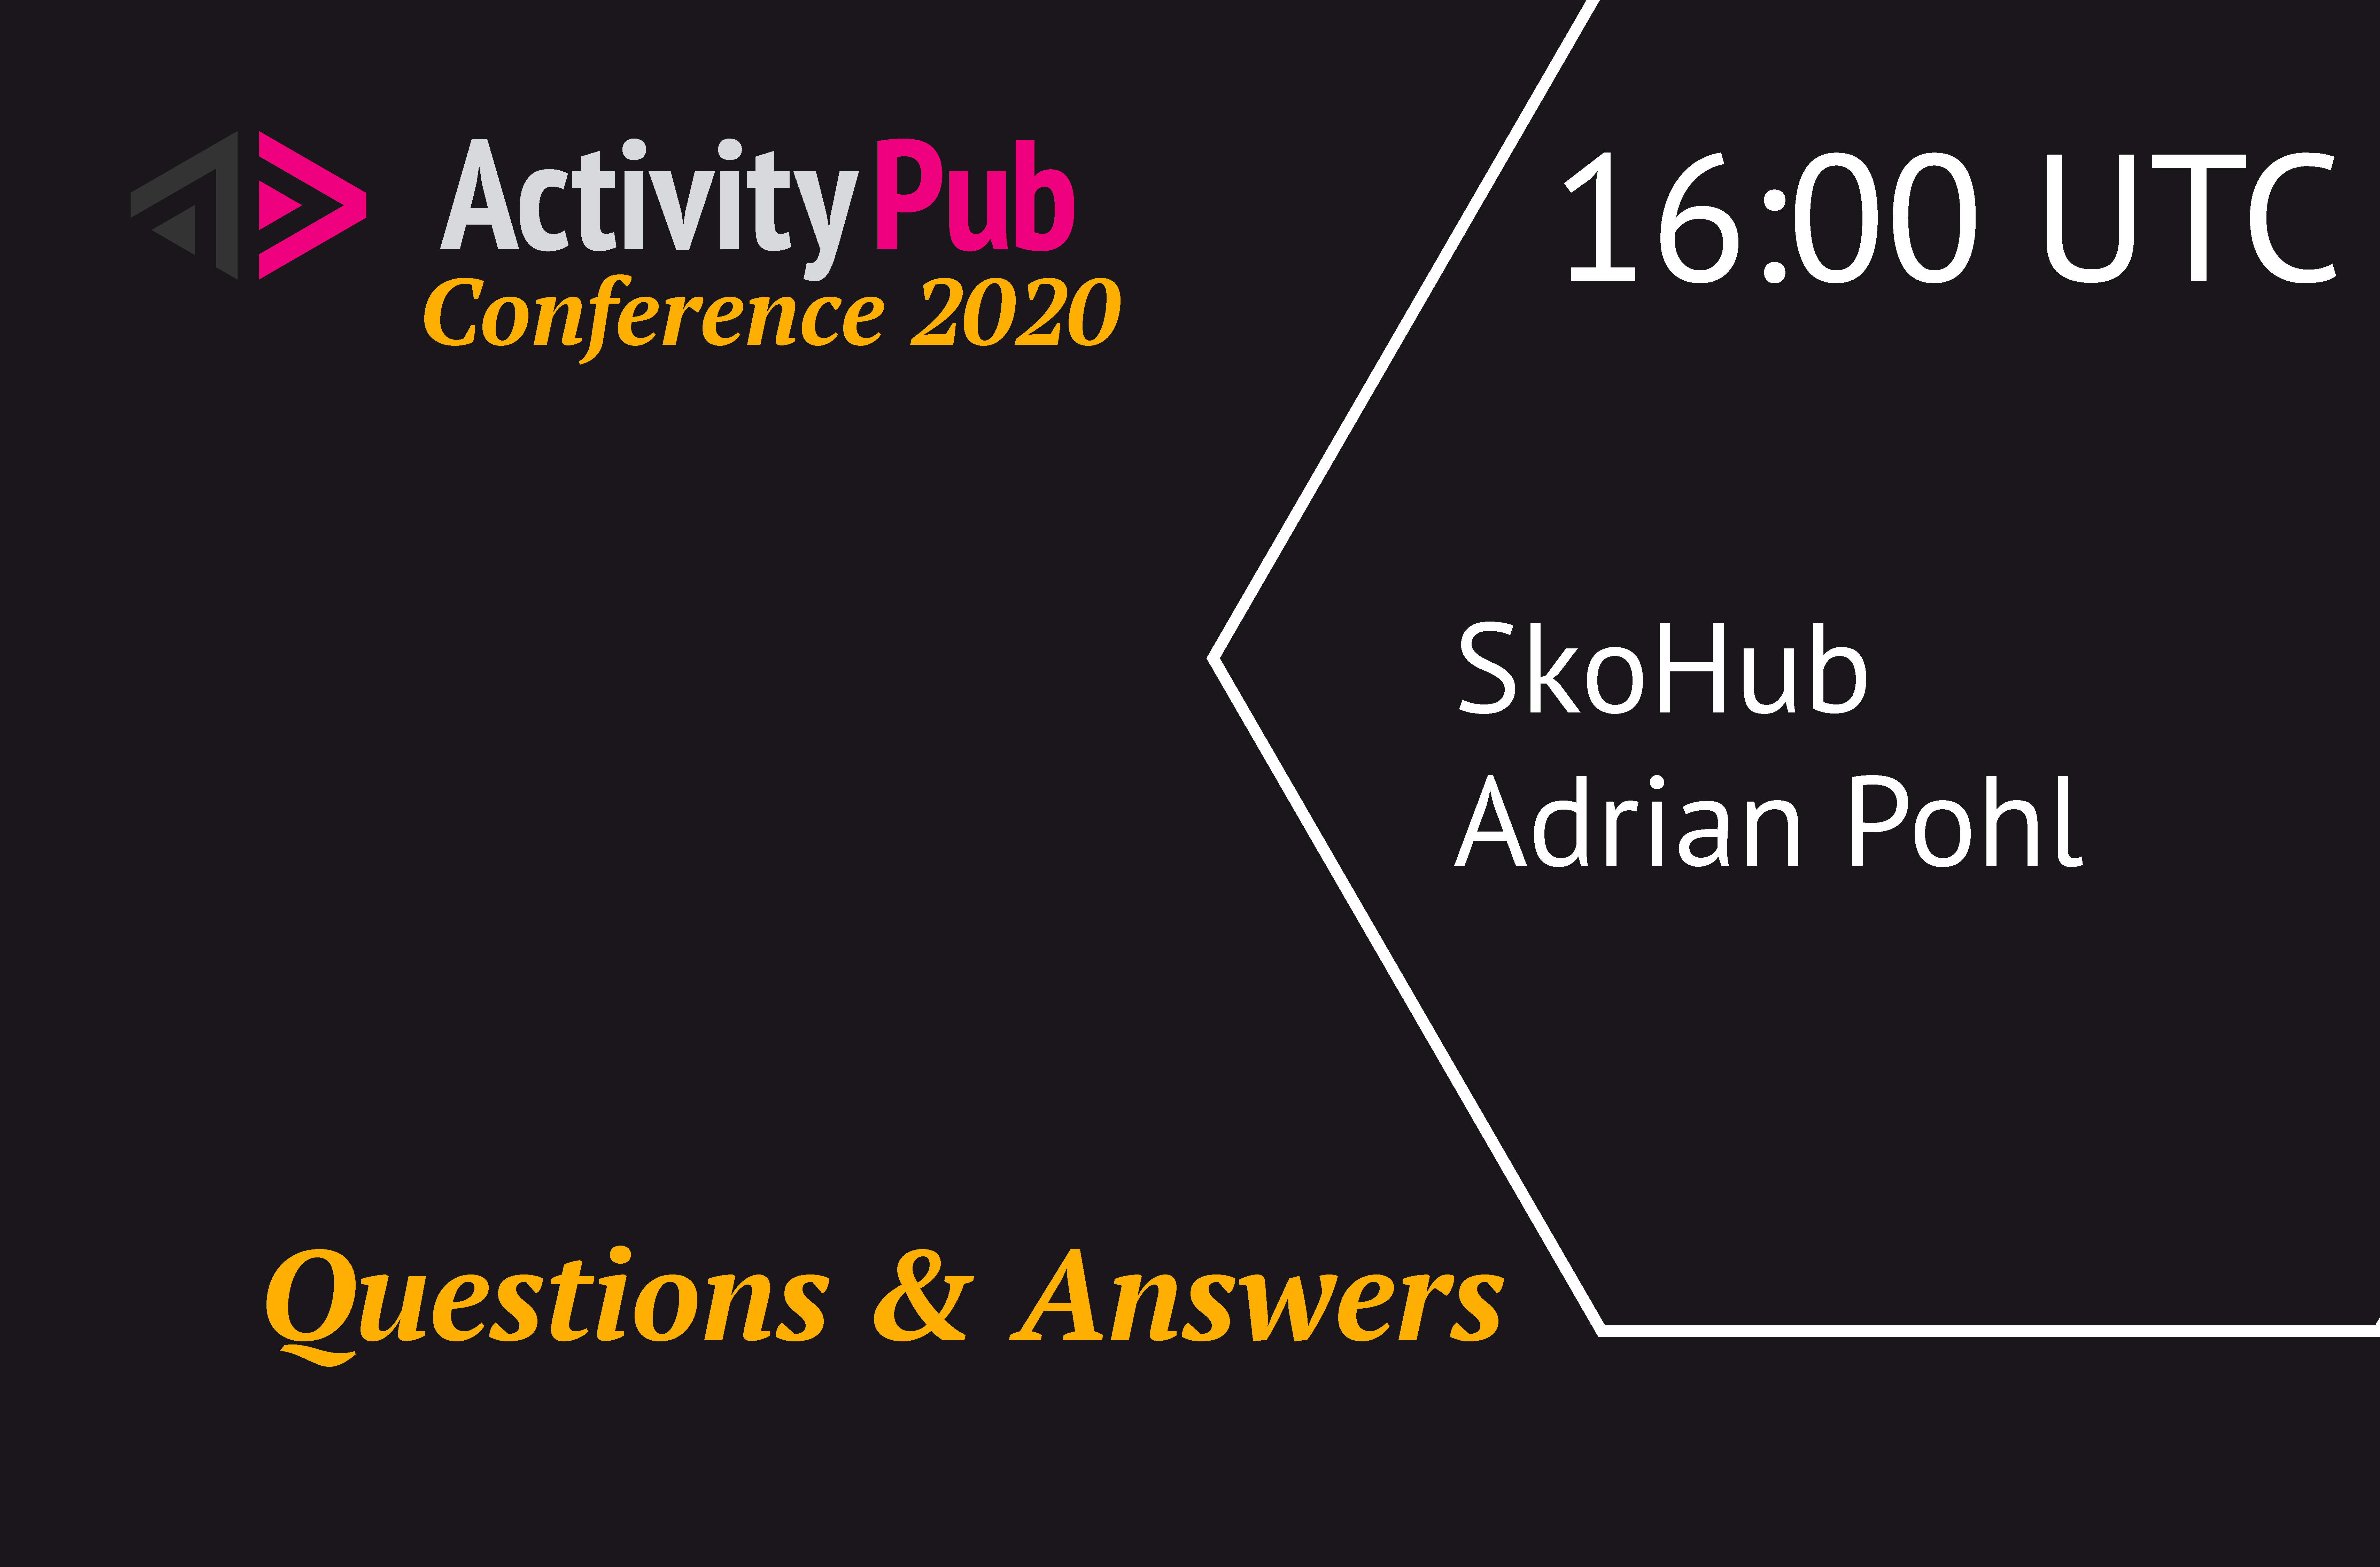 ActivityPub
Conference 2020
16:00 UTC
SkoHub
Adrian Pohl
Questions & Answers